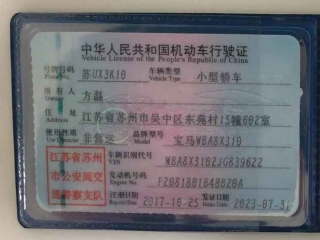 中华人民共和国机动车行驶证
Vehicle License of the People's Republic of China
号牌号码 苏UX3K10 车辆类型 小型轿车
Plate No. Vehicle Type
所有人 方磊
Owner
住址 江苏省苏州市吴中区东苑村15幢602室
Address
使用性质 非营运 品牌型号 宝马WBA8X310
Use Character Model
江苏省苏州
市公安局交
通警察支队
车辆识别代号 WBA8X3102JG839622
VIN
发动机号码 F2081801848820A
Engine No.
注册日期 2017-10-25 发证日期 2023-07-31
Register Date Issue Date